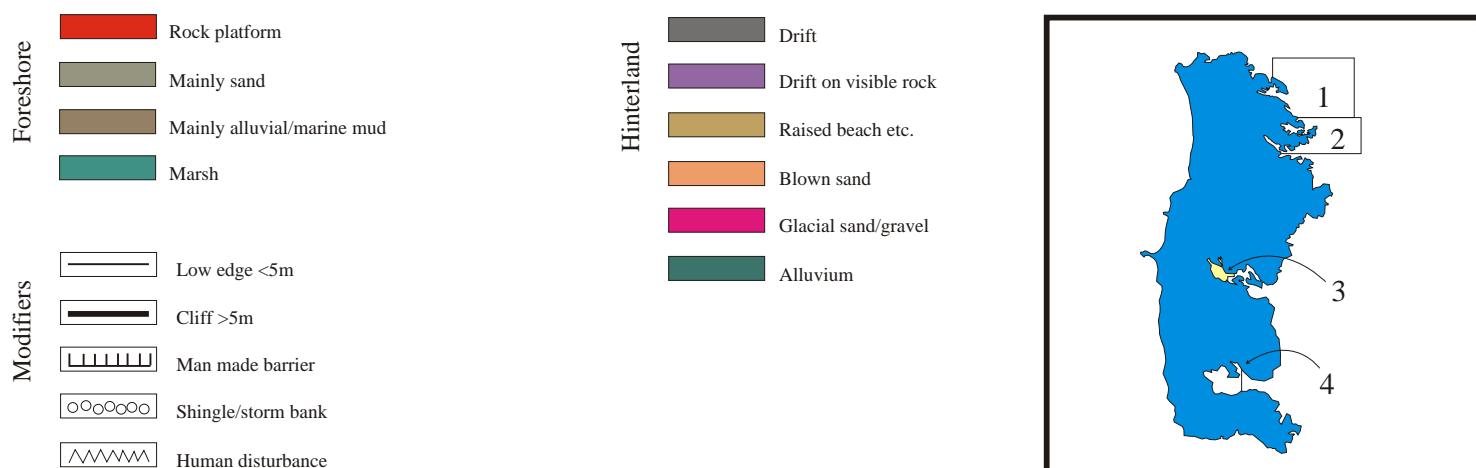 Foreshore
Rock platform
Mainly sand
Mainly alluvial/marine mud
Marsh
Modifiers
Low edge <5m
Cliff >5m
Man made barrier
Shingle/storm bank
Human disturbance
Hinterland
Drift
Drift on visible rock
Raised beach etc.
Blown sand
Glacial sand/gravel
Alluvium
1
2
3
4